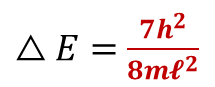 △ E = 7h² / 8mℓ²